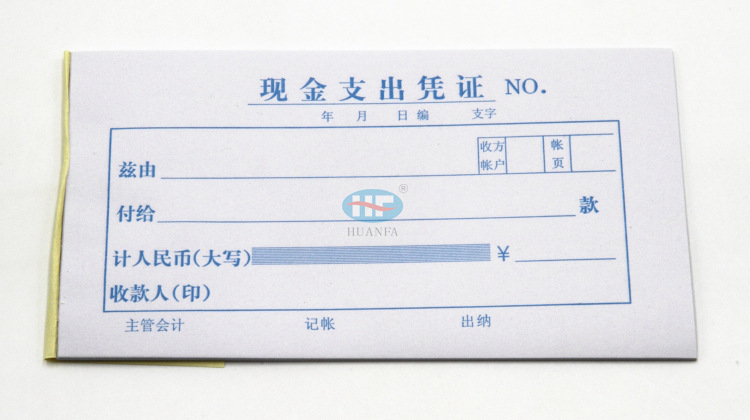 现金支出凭证 NO.
年 月 日 编 支字
收方 帐户 帐 页
兹由
付给 款
HF ®
HUANFA
计人民币(大写) ¥
收款人(印)
主管会计 记帐 出纳